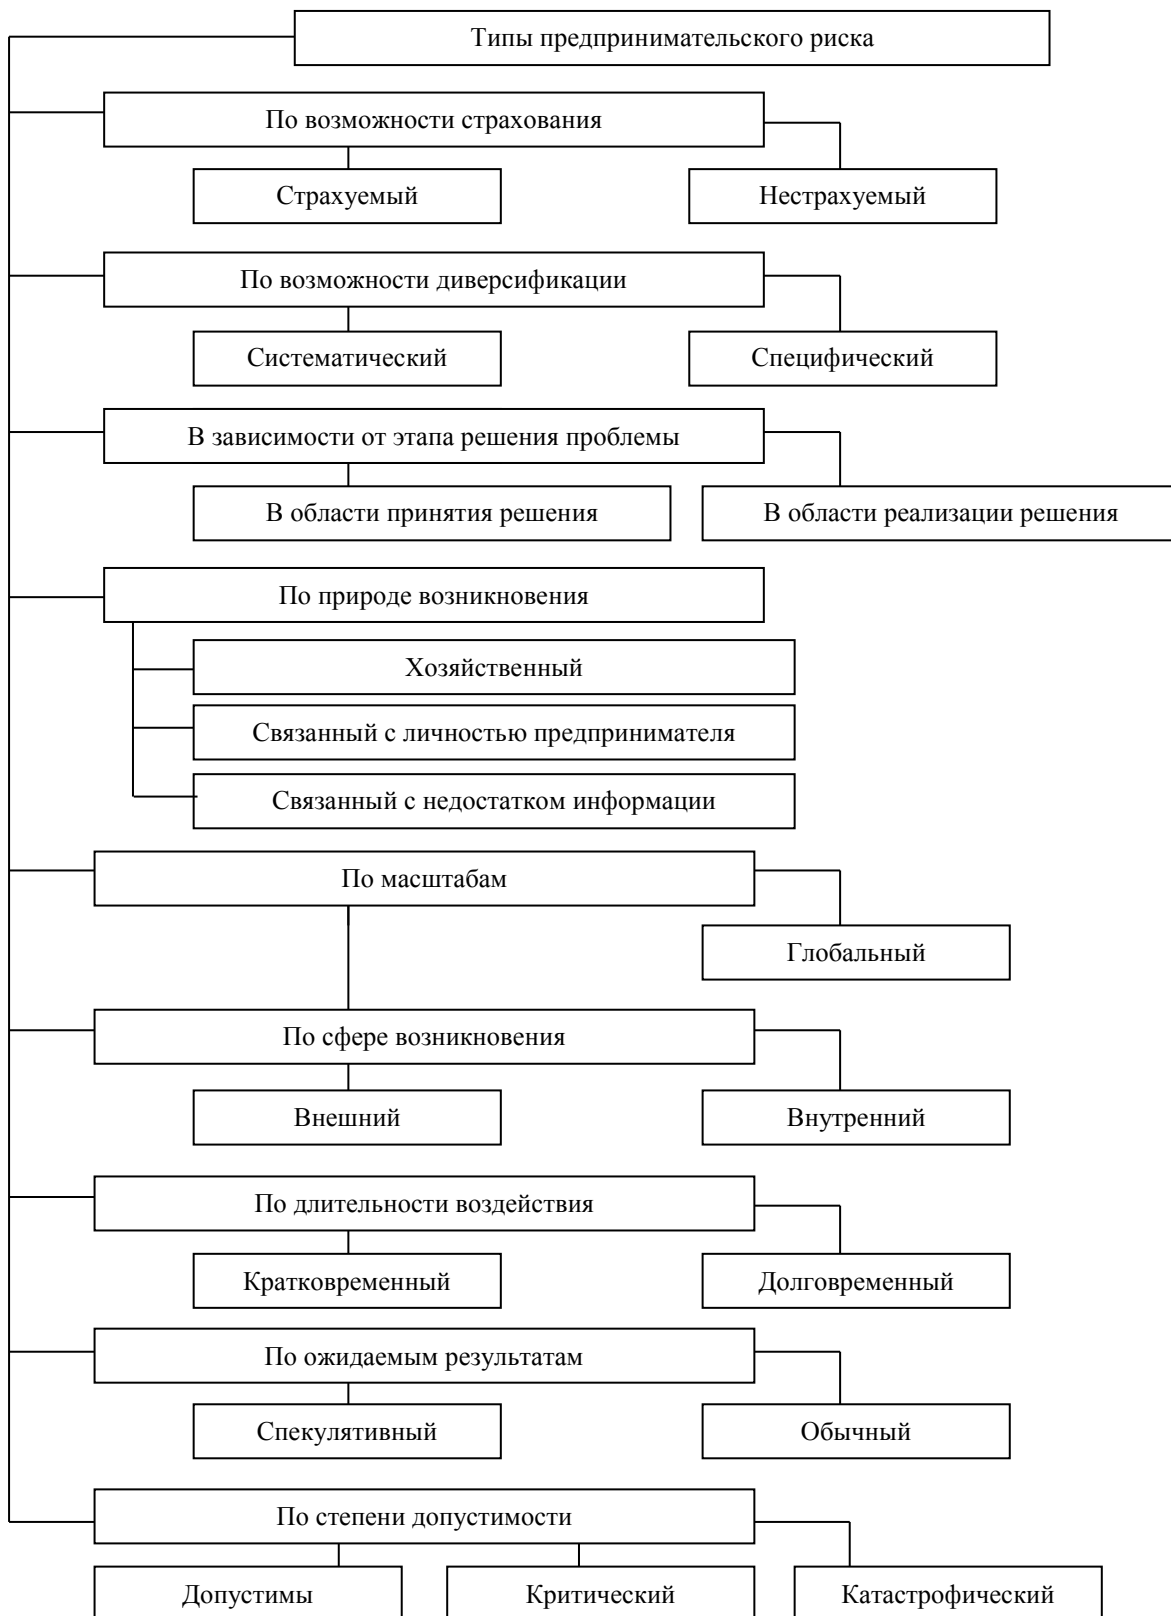 Типы предпринимательского риска
По возможности страхования
Страхуемый
Нестрахуемый
По возможности диверсификации
Систематический
Специфический
В зависимости от этапа решения проблемы
В области принятия решения
В области реализации решения
По природе возникновения
Хозяйственный
Связанный с личностью предпринимателя
Связанный с недостатком информации
По масштабам
Глобальный
По сфере возникновения
Внешний
Внутренний
По длительности воздействия
Кратковременный
Долговременный
По ожидаемым результатам
Спекулятивный
Обычный
По степени допустимости
Допустимы
Критический
Катастрофический